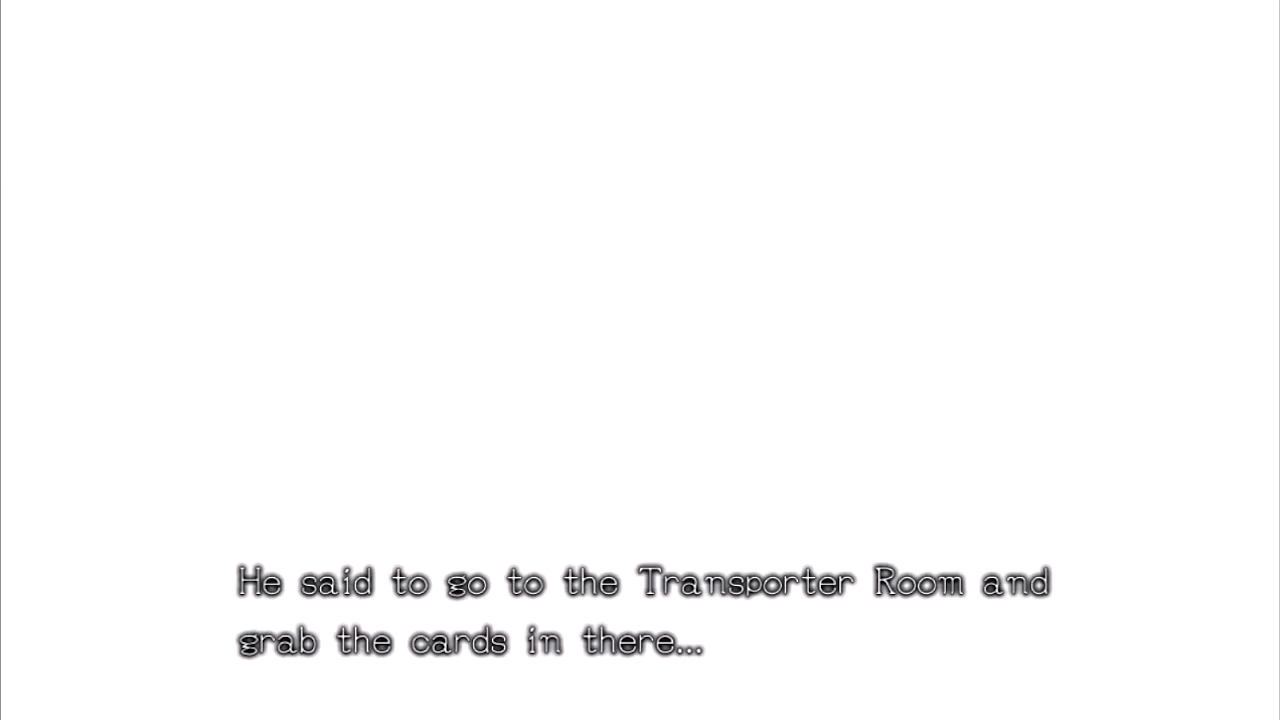 He said to go to the Transporter Room and
grab the cards in there...